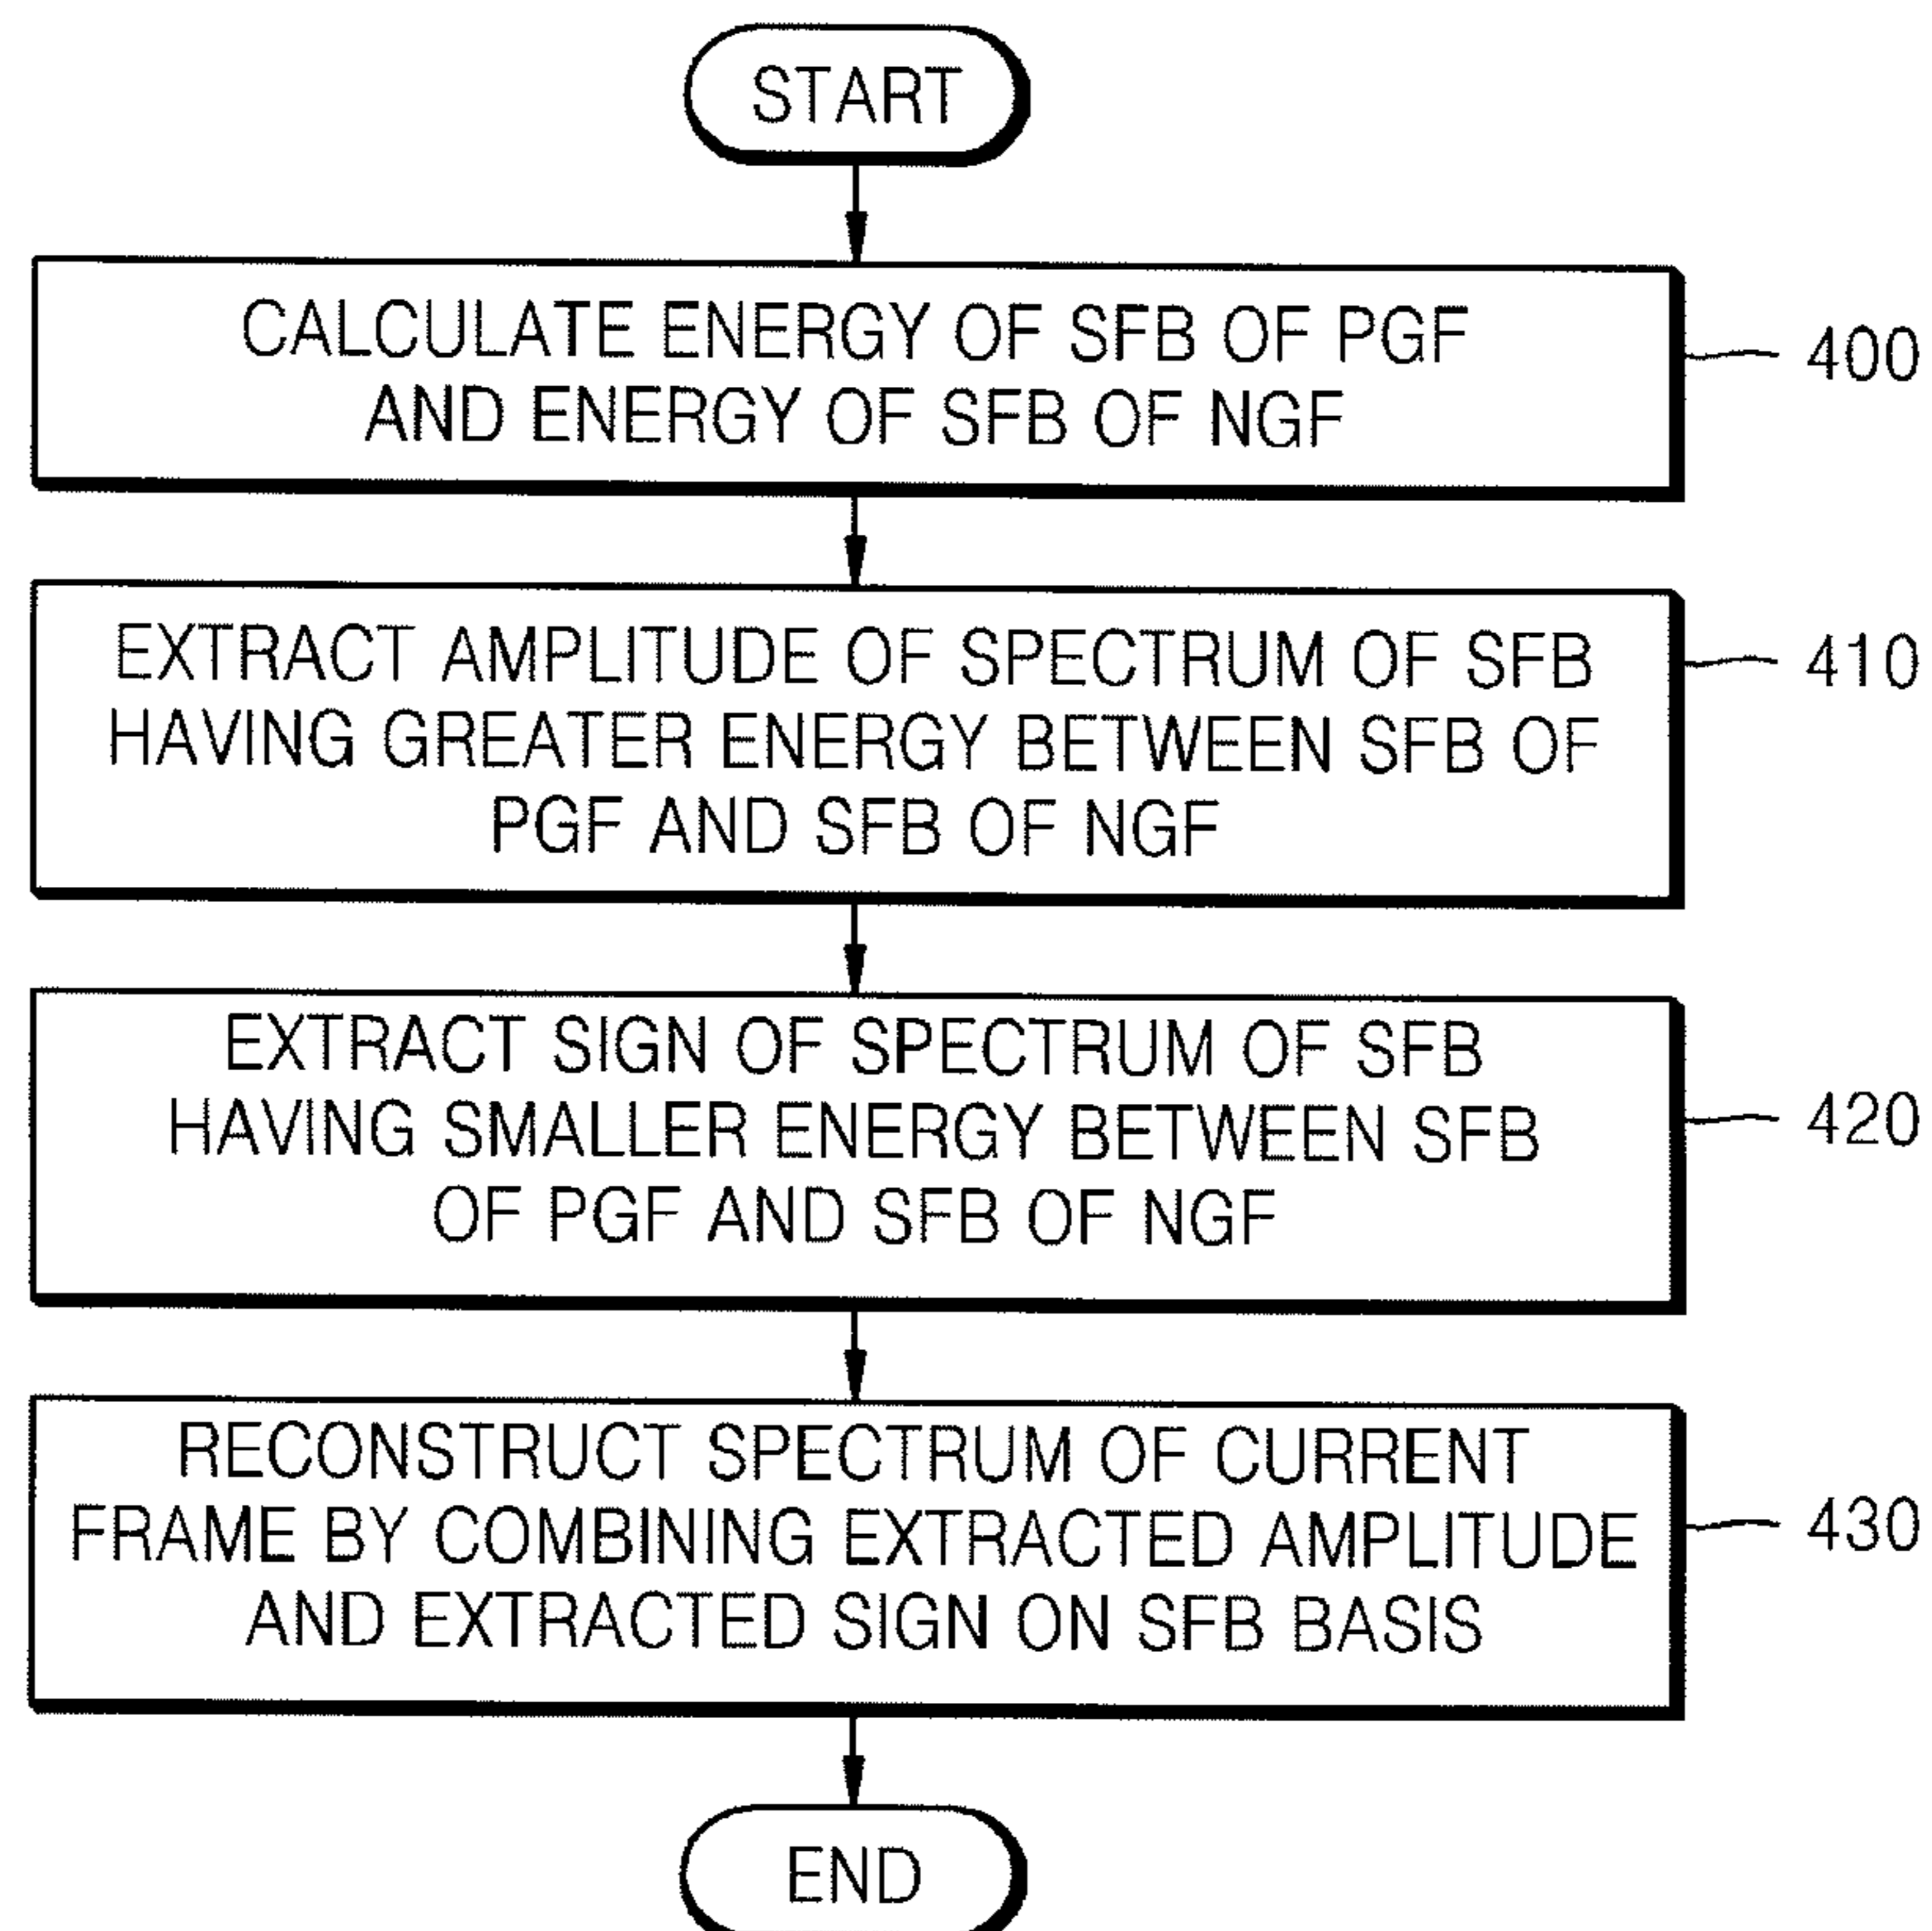 START
CALCULATE ENERGY OF SFB OF PGF
AND ENERGY OF SFB OF NGF
400
EXTRACT AMPLITUDE OF SPECTRUM OF SFB
HAVING GREATER ENERGY BETWEEN SFB OF
PGF AND SFB OF NGF
410
EXTRACT SIGN OF SPECTRUM OF SFB
HAVING SMALLER ENERGY BETWEEN SFB
OF PGF AND SFB OF NGF
420
RECONSTRUCT SPECTRUM OF CURRENT
FRAME BY COMBINING EXTRACTED AMPLITUDE
AND EXTRACTED SIGN ON SFB BASIS
430
END